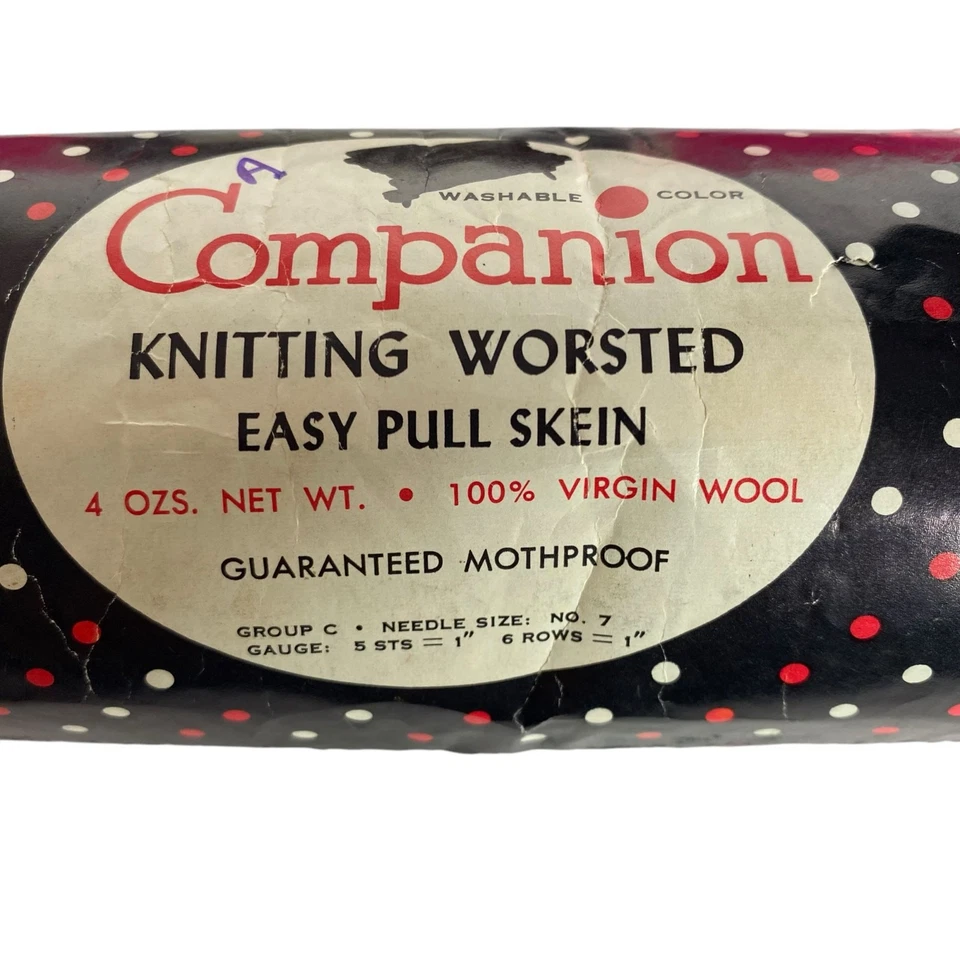 A
WASHABLE COLOR
Companion
KNITTING WORSTED
EASY PULL SKEIN
4 OZS. NET WT. • 100% VIRGIN WOOL
GUARANTEED MOTHPROOF
GROUP C • NEEDLE SIZE: NO. 7
GAUGE: 5 STS = 1" 6 ROWS = 1"